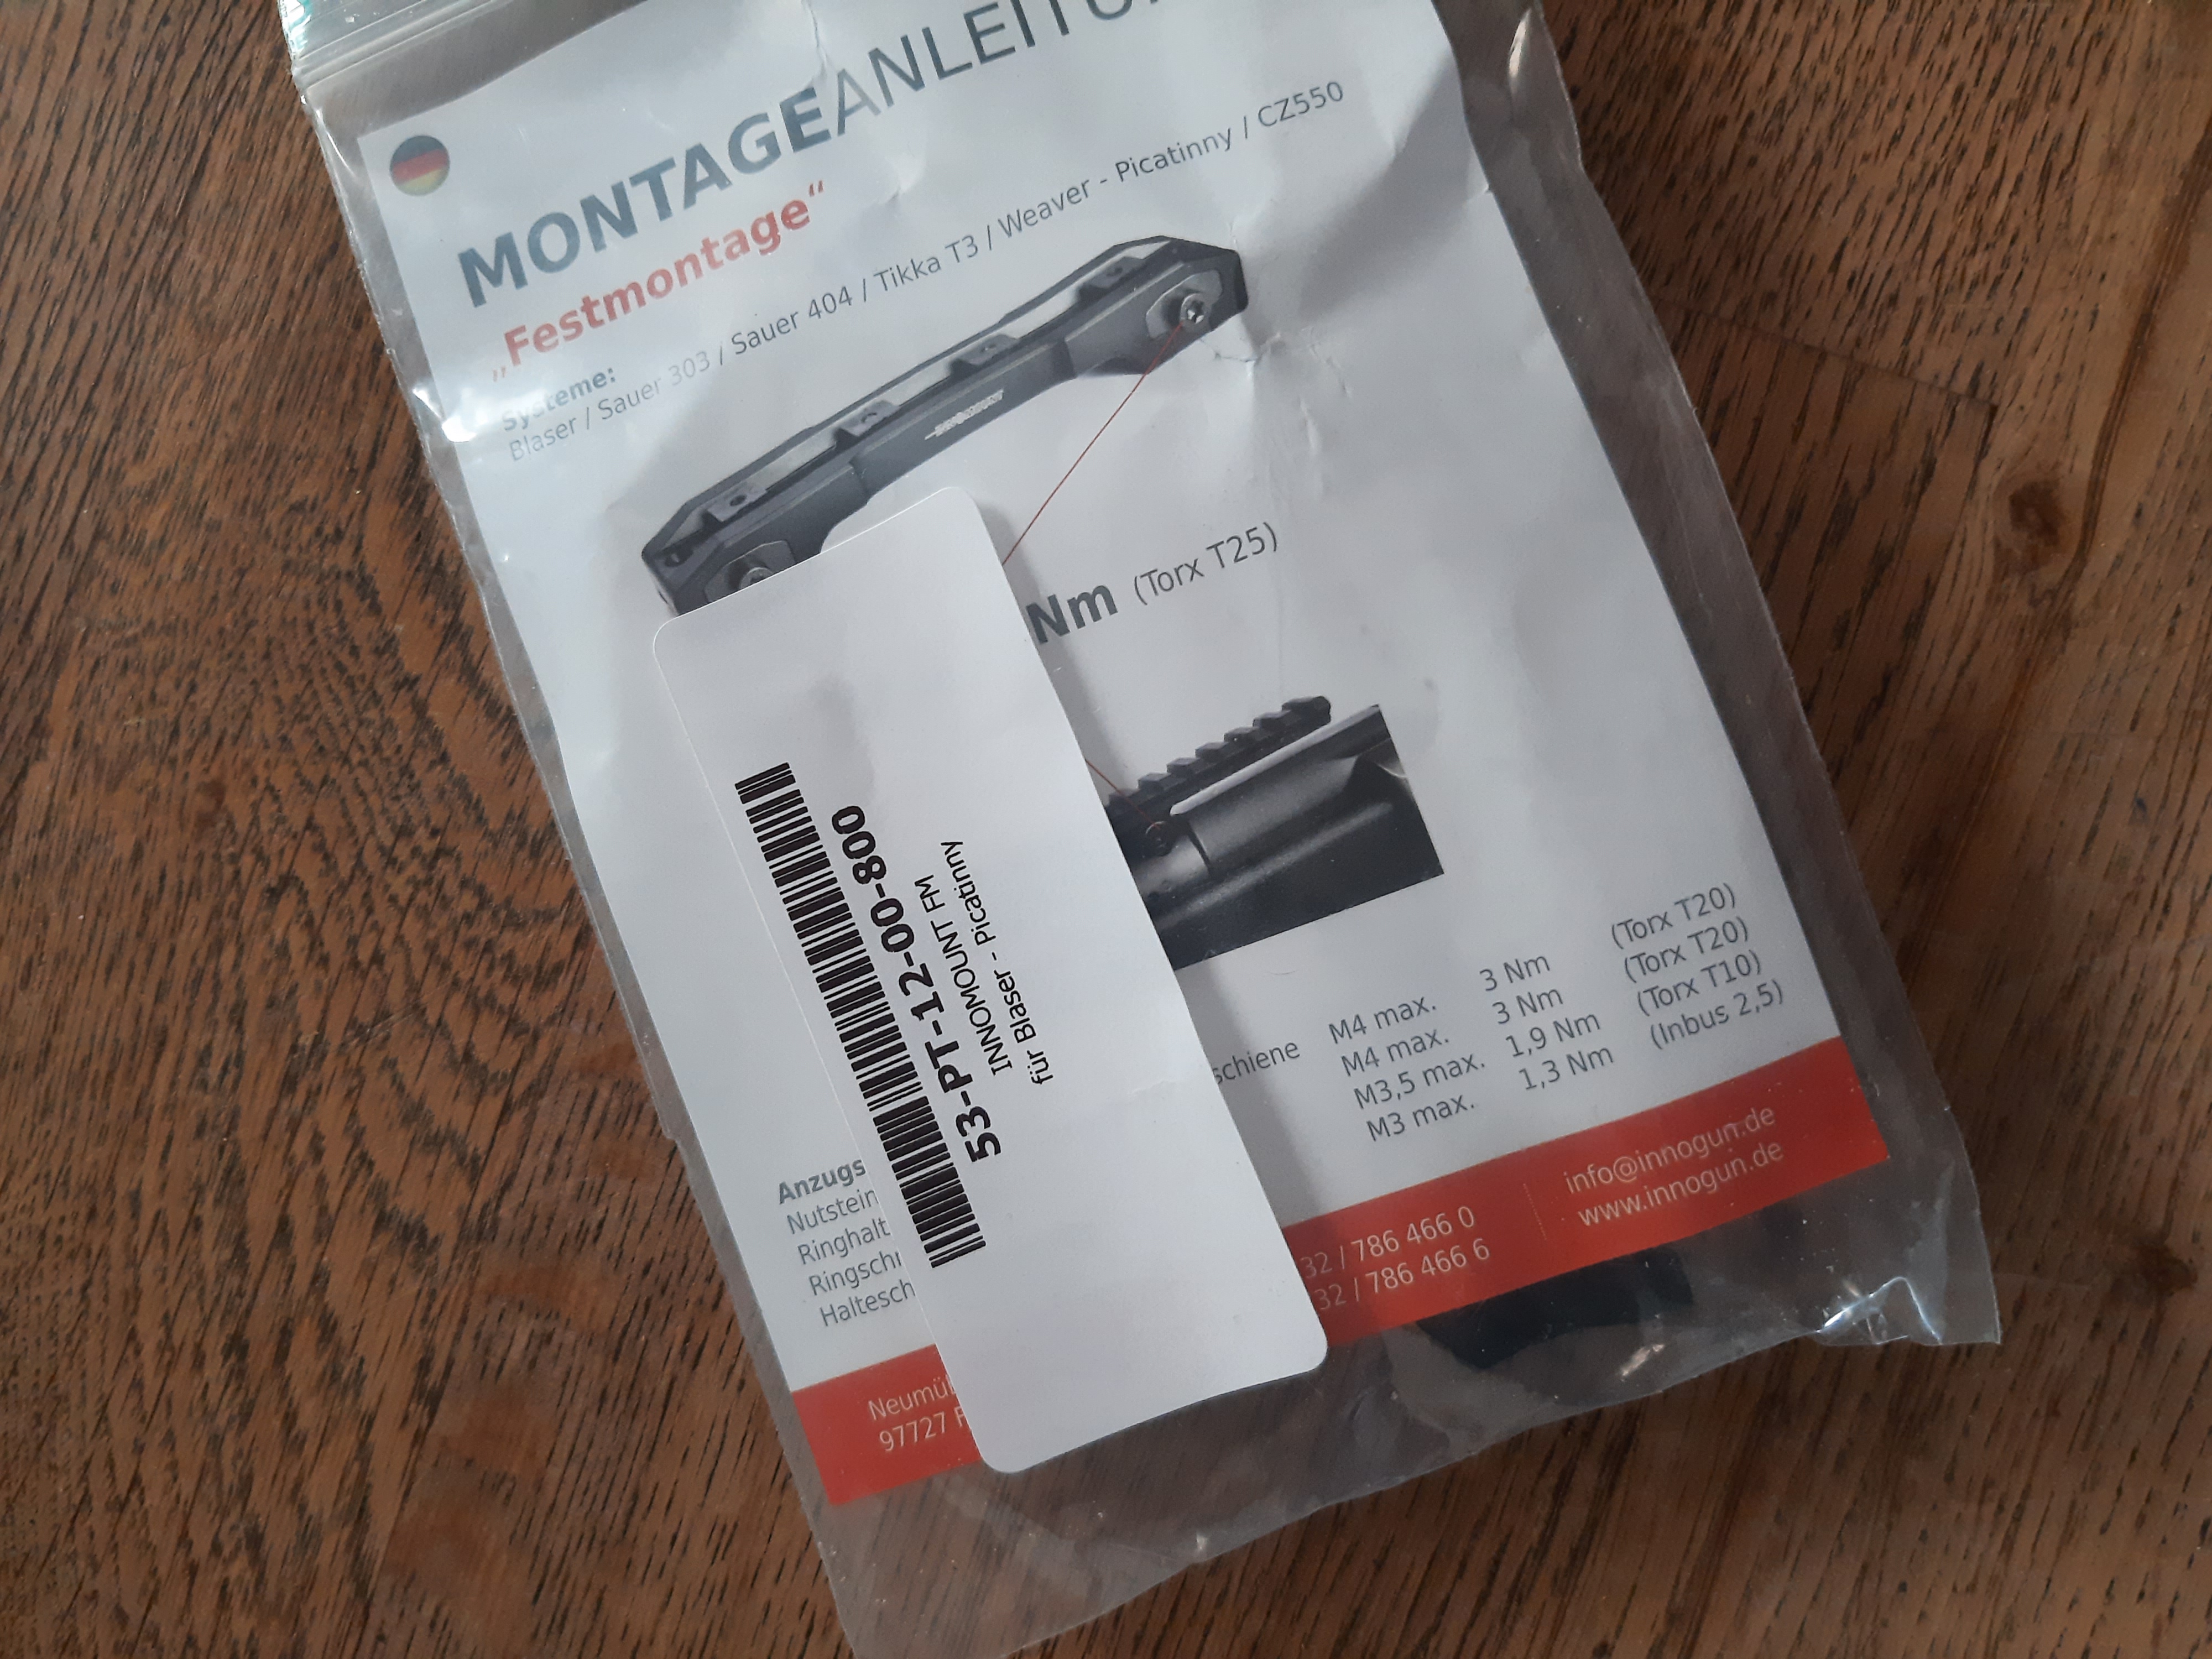 MONTAGEANLEITU
„Festmontage“
Systeme:
Blaser / Sauer 303 / Sauer 404 / Tikka T3 / Weaver - Picatinny / CZ550
Nm (Torx T25)
53-PT-12-00-800
INNOMOUNT FM
für Blaser - Picatinny
Anzugs
Nutstein M4 max. 3 Nm (Torx T20)
Ringhalt schiene M4 max. 3 Nm (Torx T20)
Ringschr M3,5 max. 1,9 Nm (Torx T10)
Haltesch M3 max. 1,3 Nm (Inbus 2,5)
Neumü 32 / 786 466 0 info@innogun.de
97727 F 32 / 786 466 6 www.innogun.de